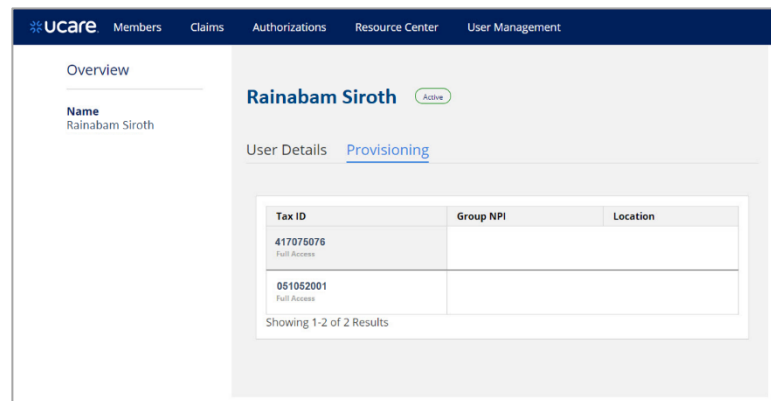 ucare. Members Claims Authorizations Resource Center User Management
Overview
Name
Rainabam Siroth
Rainabam Siroth Active
User Details Provisioning
Tax ID Group NPI Location
417075076
Full Access
051052001
Full Access
Showing 1-2 of 2 Results